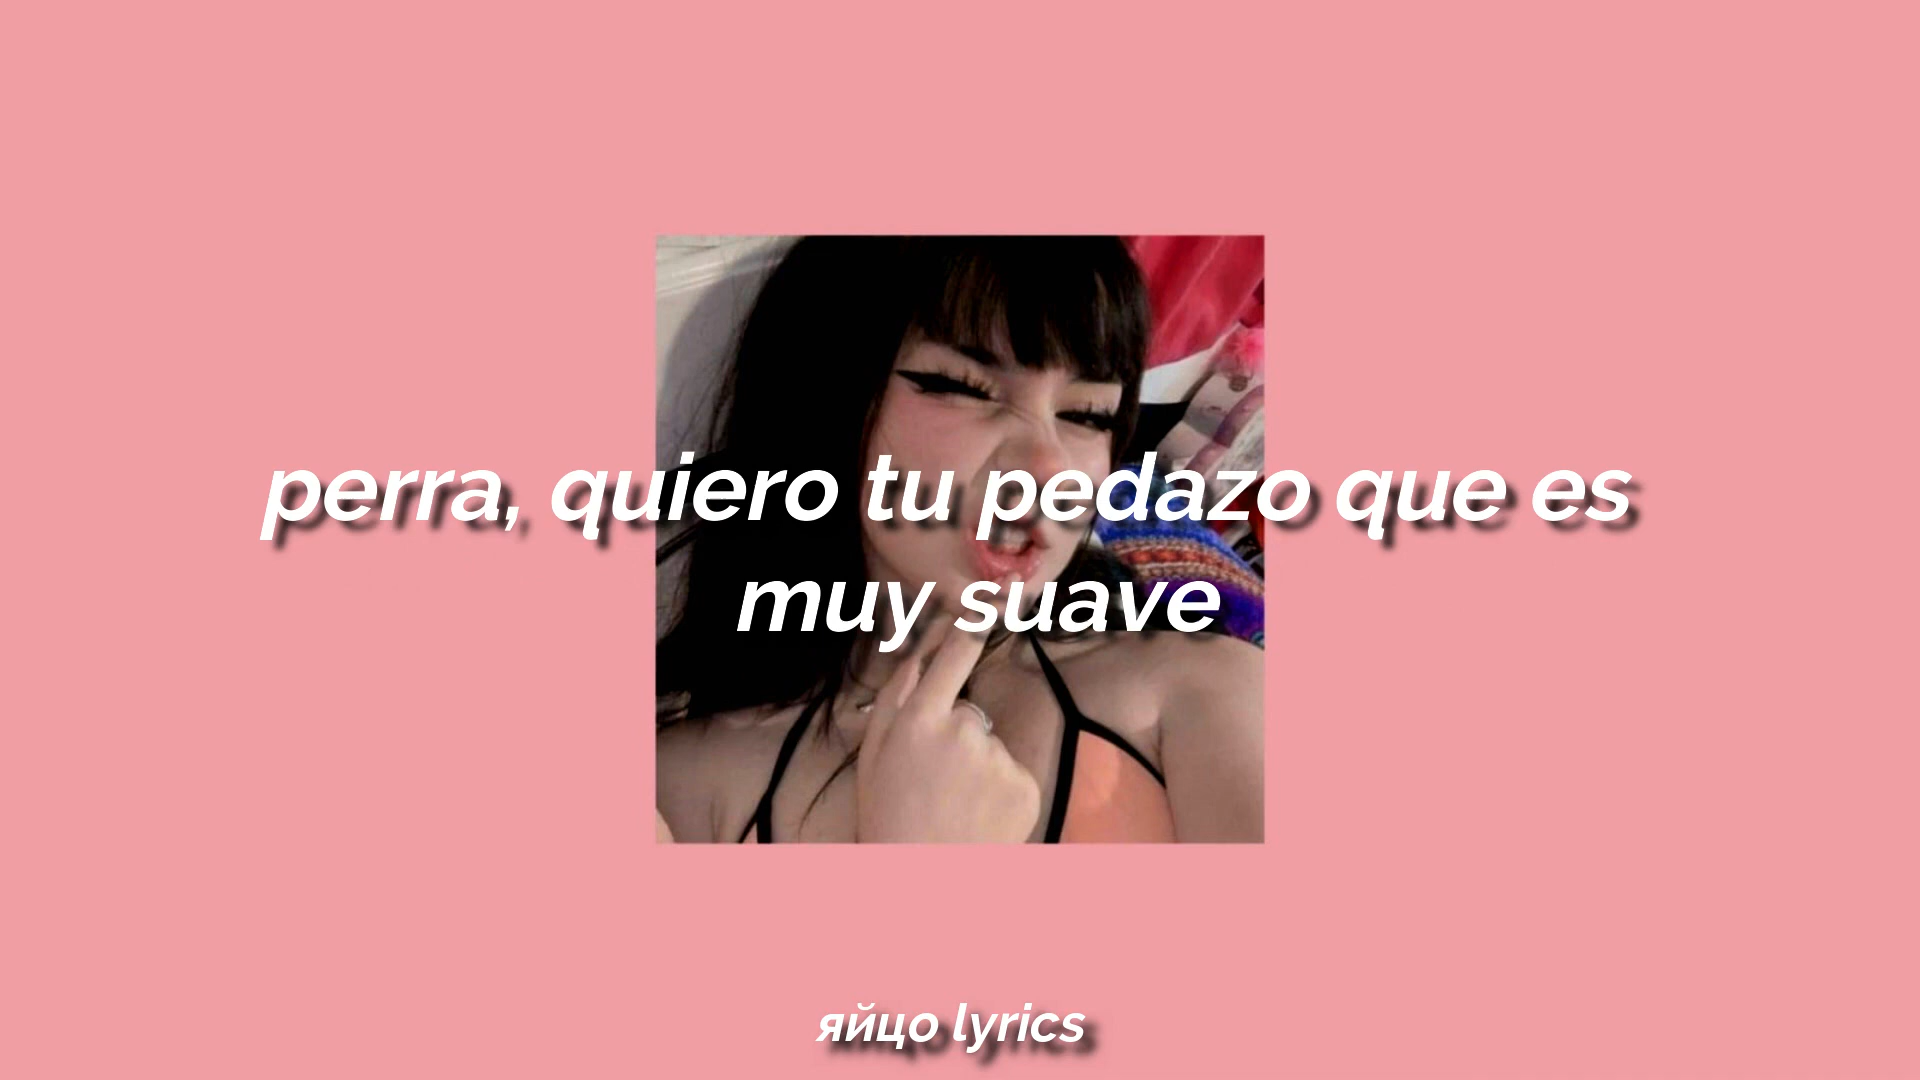 perra, quiero tu pedazo que es
muy suave
яйцо lyrics